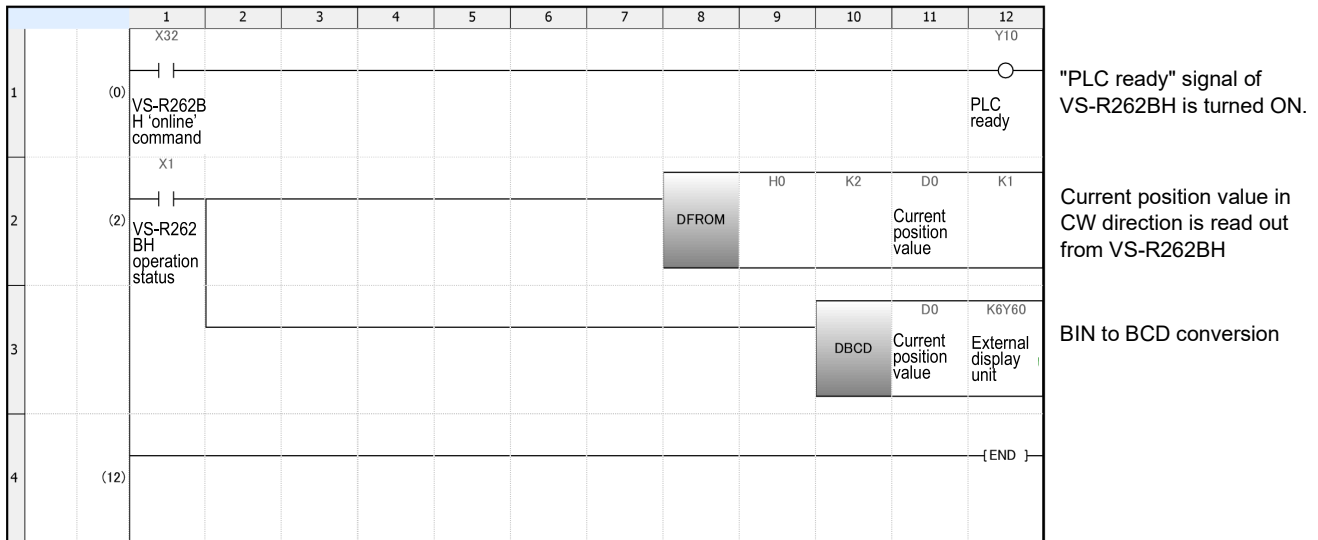 1 2 3 4 5 6 7 8 9 10 11 12
X32 Y10
1 (0)
VS-R262B
H ‘online’
command
PLC
ready
"PLC ready" signal of
VS-R262BH is turned ON.
X1
2 (2)
VS-R262
BH
operation
status
DFROM H0 K2 D0 K1
Current
position
value
Current position value in
CW direction is read out
from VS-R262BH
3
DBCD D0 K6Y60
Current
position
value
External
display
unit
BIN to BCD conversion
4 (12)
[END]